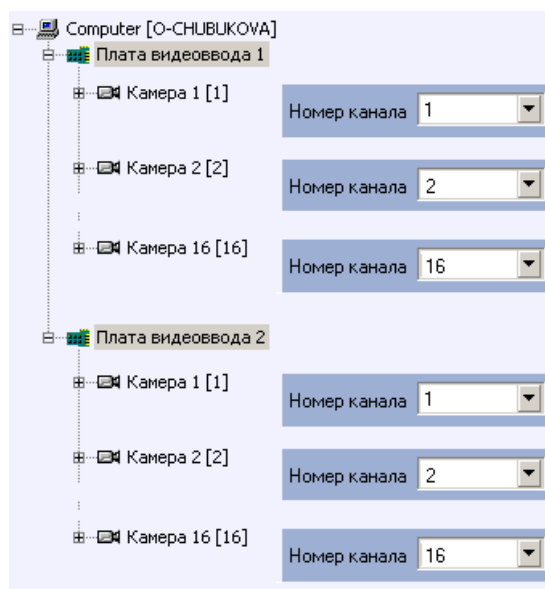 Computer [O-CHUBUKOVA]
Плата видеоввода 1
Камера 1 [1]
Номер канала 1
Камера 2 [2]
Номер канала 2
Камера 16 [16]
Номер канала 16
Плата видеоввода 2
Камера 1 [1]
Номер канала 1
Камера 2 [2]
Номер канала 2
Камера 16 [16]
Номер канала 16